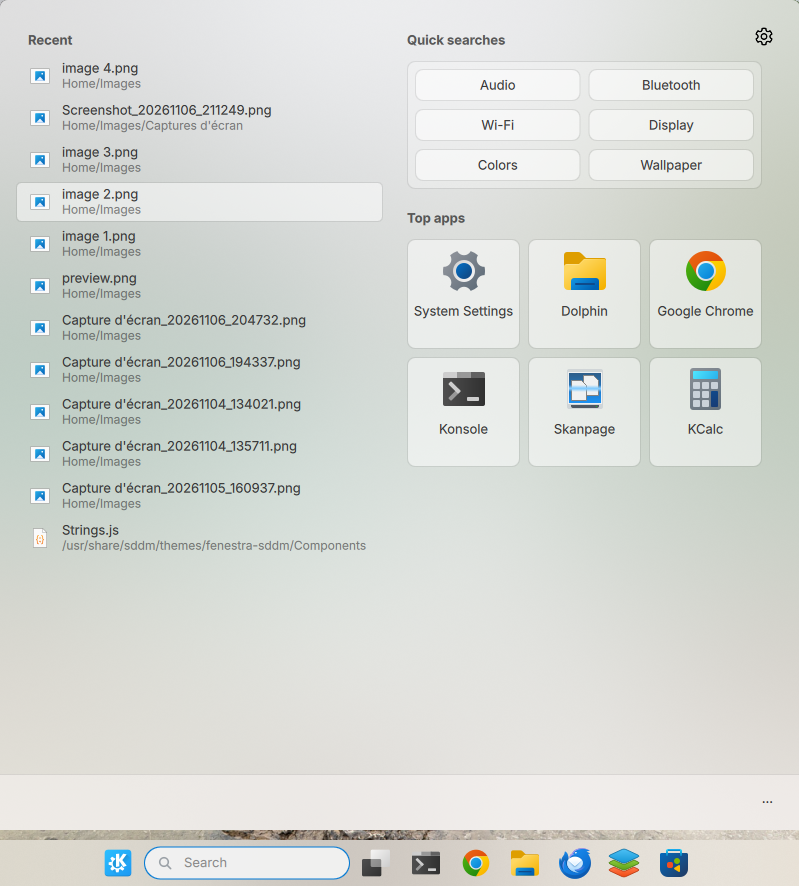 Recent
image 4.png
Home/Images
Screenshot_20261106_211249.png
Home/Images/Captures d'écran
image 3.png
Home/Images
image 2.png
Home/Images
image 1.png
Home/Images
preview.png
Home/Images
Capture d'écran_20261106_204732.png
Home/Images
Capture d'écran_20261106_194337.png
Home/Images
Capture d'écran_20261104_134021.png
Home/Images
Capture d'écran_20261104_135711.png
Home/Images
Capture d'écran_20261105_160937.png
Home/Images
Strings.js
/usr/share/sddm/themes/fenestra-sddm/Components
Quick searches
Audio
Bluetooth
Wi-Fi
Display
Colors
Wallpaper
Top apps
System Settings
Dolphin
Google Chrome
Konsole
Skanpage
KCalc
...
Search